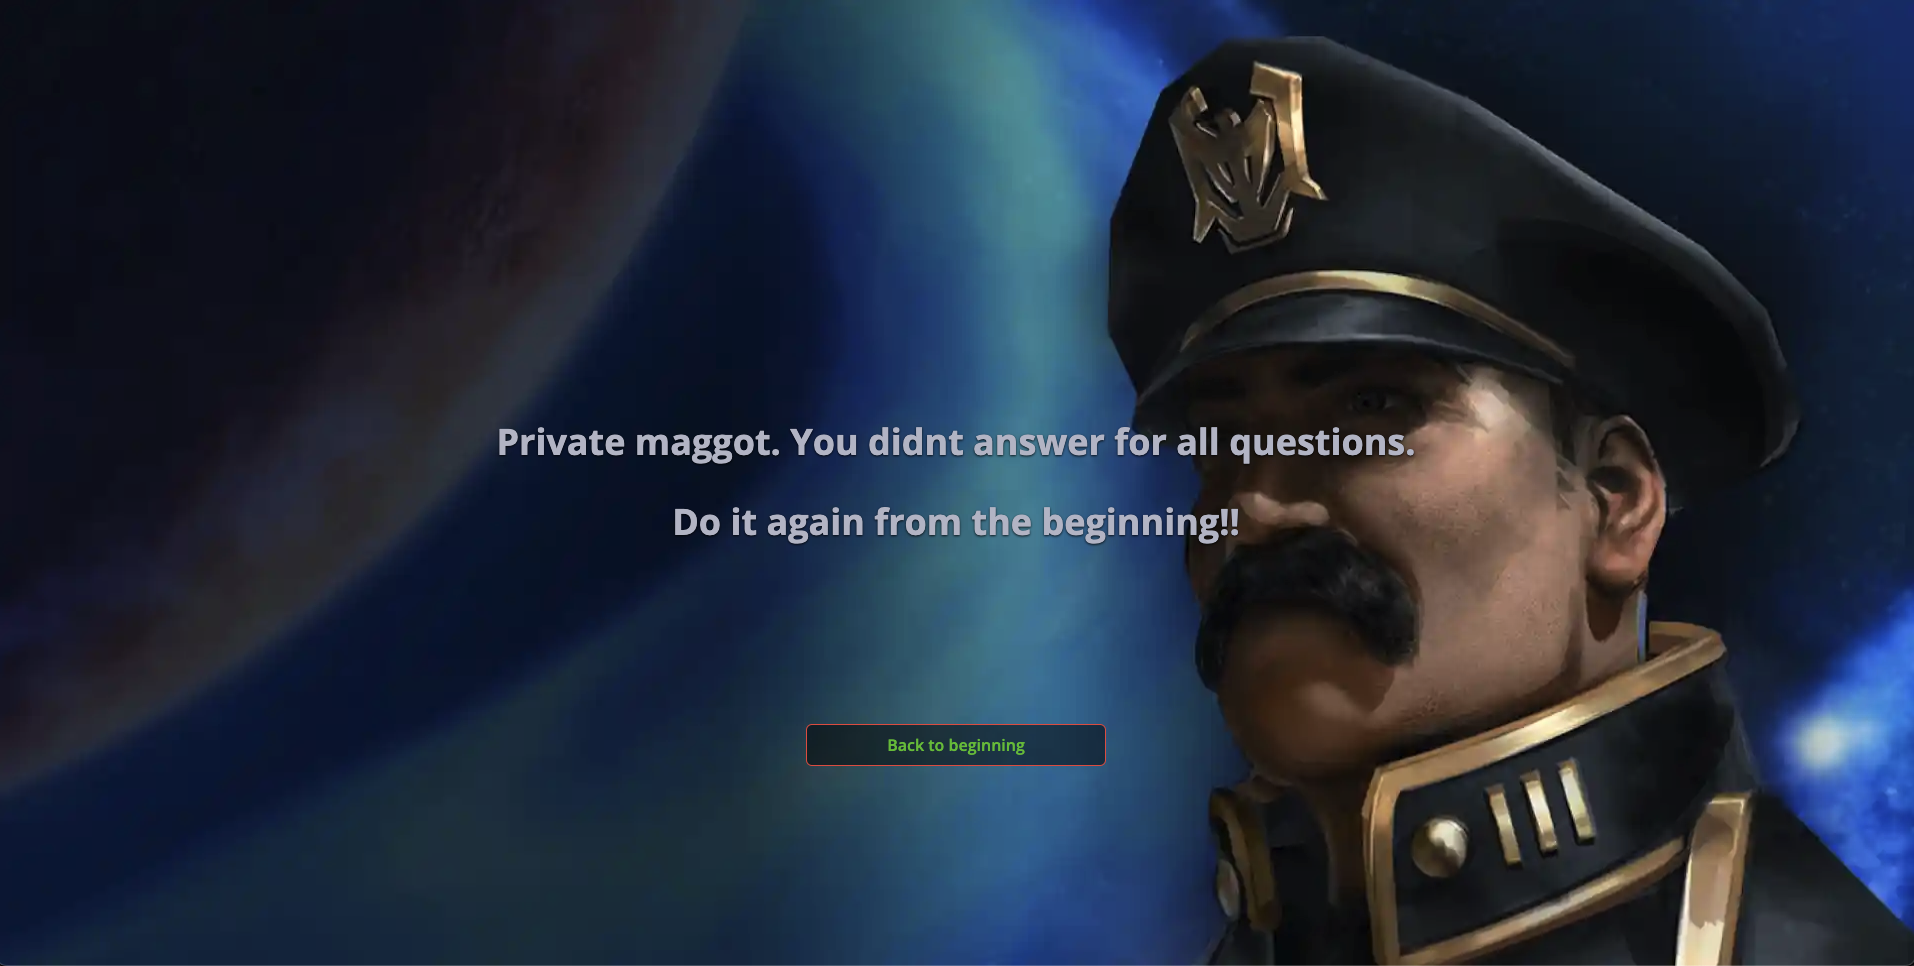 Private maggot. You didnt answer for all questions.
Do it again from the beginning!!
Back to beginning